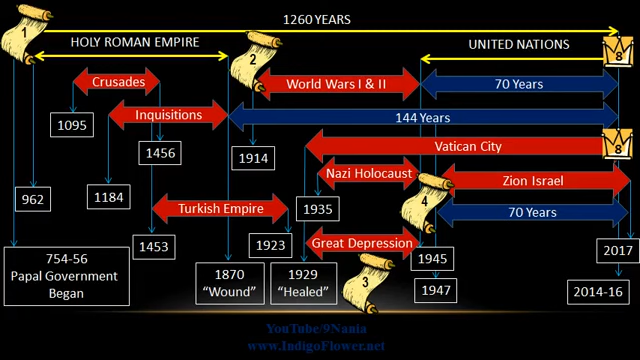 1260 YEARS
1
HOLY ROMAN EMPIRE
2
UNITED NATIONS
8
Crusades
World Wars I & II
70 Years
1095
Inquisitions
144 Years
1456
1914
Vatican City
8
1184
Nazi Holocaust
Zion Israel
962
1935
4
Turkish Empire
70 Years
1453
1923
Great Depression
1945
2017
754-56
Papal Government
Began
1870
“Wound”
1929
“Healed”
3
1947
2014-16
YouTube/9Nania
www.IndigoFlower.net